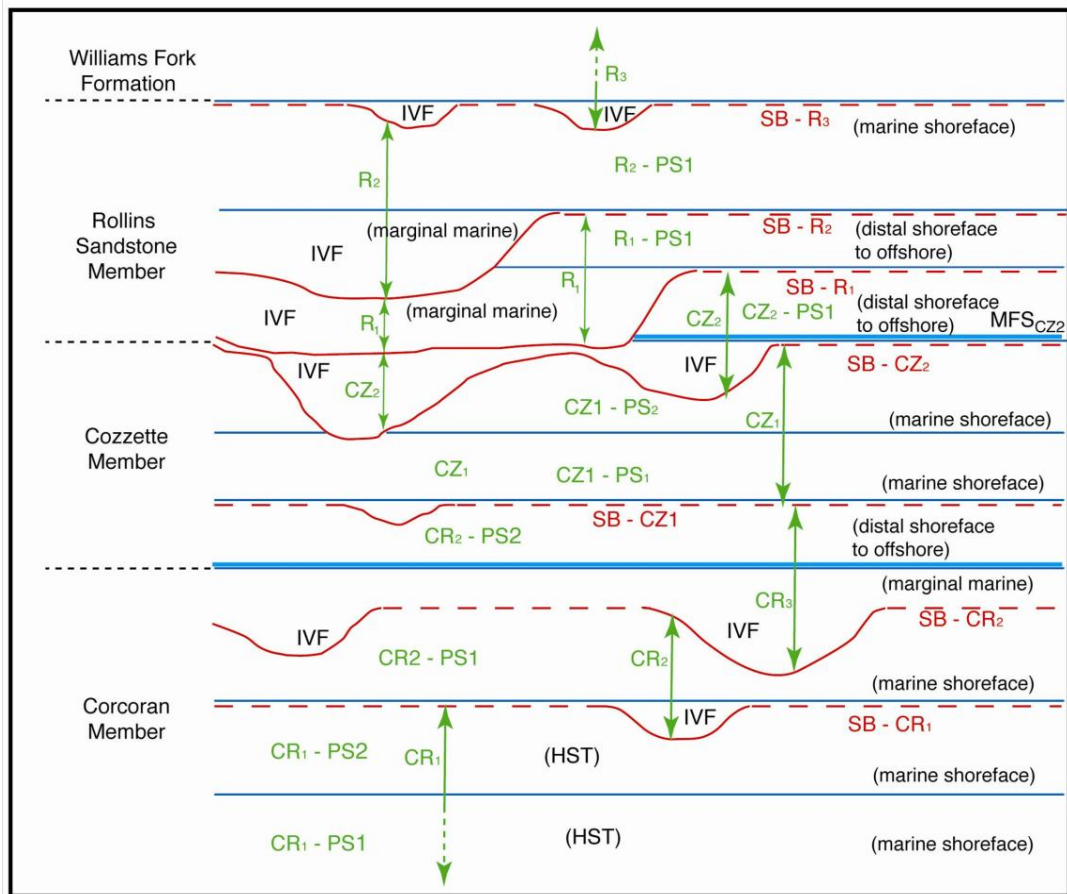 Williams Fork
Formation
R3
IVF
IVF
SB - R3
(marine shoreface)
R2
R2 - PS1
Rollins
Sandstone
Member
(marginal marine)
R1 - PS1
SB - R2
(distal shoreface
to offshore)
IVF
R1
SB - R1
(marginal marine)
CZ2
CZ2 - PS1
(distal shoreface
to offshore)
MFSCZ2
IVF
R1
IVF
CZ2
IVF
SB - CZ2
CZ1 - PS2
CZ1
(marine shoreface)
Cozzette
Member
CZ1
CZ1 - PS1
(marine shoreface)
SB - CZ1
CR2 - PS2
(distal shoreface
to offshore)
(marginal marine)
CR3
IVF
IVF
SB - CR2
CR2 - PS1
CR2
(marine shoreface)
Corcoran
Member
IVF
SB - CR1
CR1 - PS2
CR1
(HST)
(marine shoreface)
CR1 - PS1
(HST)
(marine shoreface)